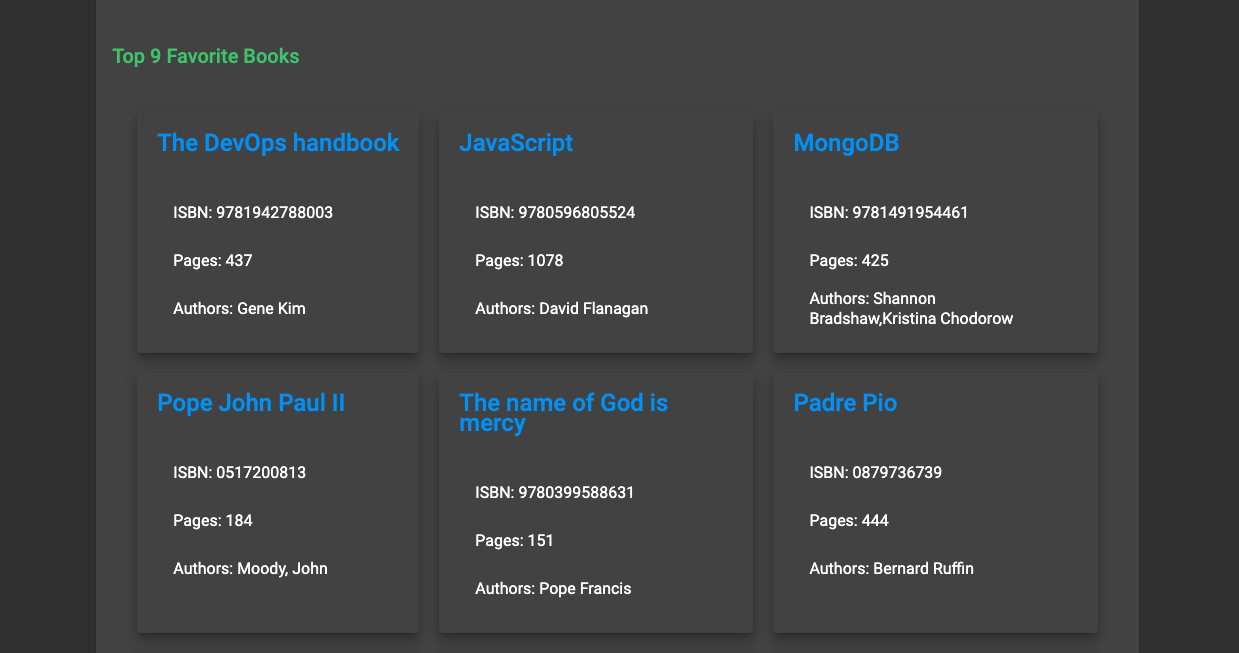 Top 9 Favorite Books
The DevOps handbook
ISBN: 9781942788003
Pages: 437
Authors: Gene Kim
JavaScript
ISBN: 9780596805524
Pages: 1078
Authors: David Flanagan
MongoDB
ISBN: 9781491954461
Pages: 425
Authors: Shannon
Bradshaw,Kristina Chodorow
Pope John Paul II
ISBN: 0517200813
Pages: 184
Authors: Moody, John
The name of God is
mercy
ISBN: 9780399588631
Pages: 151
Authors: Pope Francis
Padre Pio
ISBN: 0879736739
Pages: 444
Authors: Bernard Ruffin